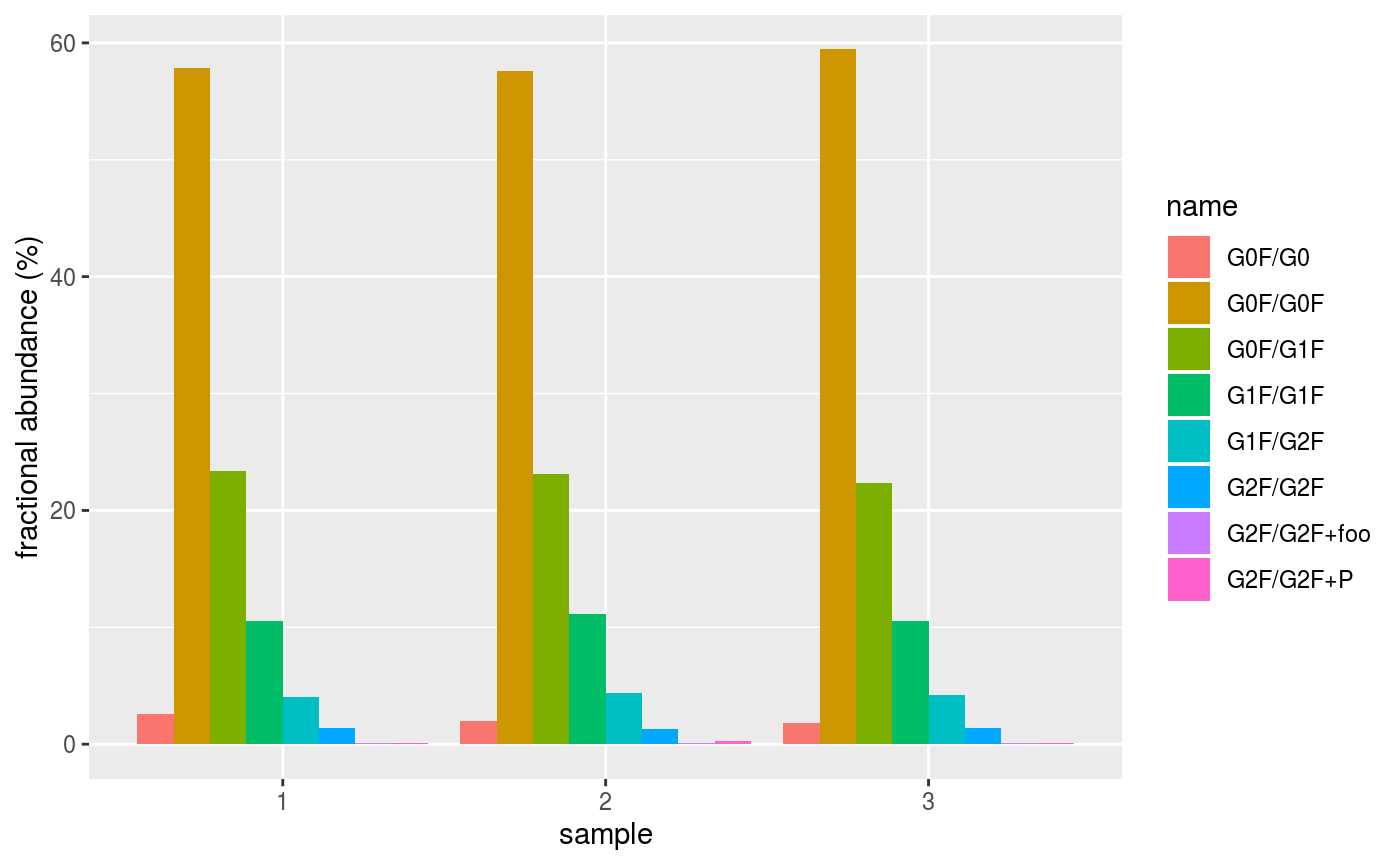 fractional abundance (%)
60
40
20
0
1
2
3
sample
name
G0F/G0
G0F/G0F
G0F/G1F
G1F/G1F
G1F/G2F
G2F/G2F
G2F/G2F+foo
G2F/G2F+P